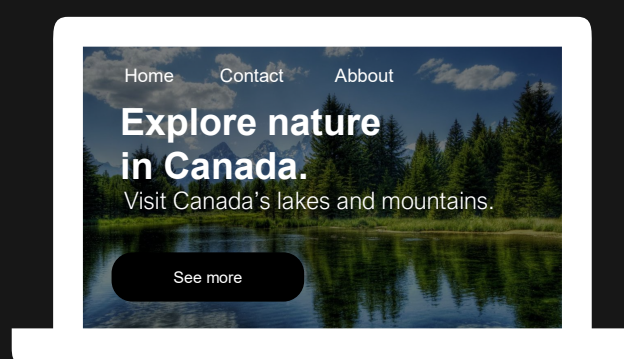 Home Contact Abbout
Explore nature
in Canada.
Visit Canada’s lakes and mountains.
See more